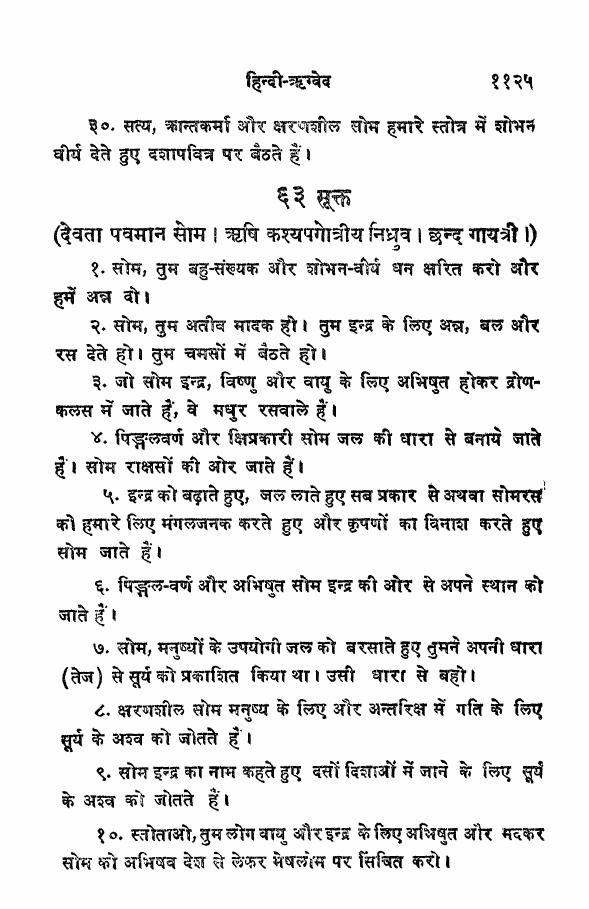 हिन्दी-ऋग्वेद ११२५
३०. सत्य, क्रान्तकर्मा और क्षरणशील सोम हमारे स्तोत्र में शोभन
वीर्य देते हुए दशापवित्र पर बैठते हैं।
६३ सूक्त
(देवता पवमान सोम। ऋषि कश्यपगोत्रीय निध्रुव। छन्द गायत्री।)
१. सोम, तुम बहु-संख्यक और शोभन-वीर्य धन क्षरित करो और
हमें अन्न दो।
२. सोम, तुम अतीव मादक हो। तुम इन्द्र के लिए अन्न, बल और
रस देते हो। तुम चमसों में बैठते हो।
३. जो सोम इन्द्र, विष्णु और वायु के लिए अभिषुत होकर द्रोण-
कलस में जाते हैं, वे मधुर रसवाले हैं।
४. पिङ्गलवर्ण और क्षिप्रकारी सोम जल की धारा से बनाये जाते
हैं। सोम राक्षसों की ओर जाते हैं।
५. इन्द्र को बढ़ाते हुए, जल लाते हुए सब प्रकार से अथवा सोमरस
को हमारे लिए मंगलजनक करते हुए और कृपणों का विनाश करते हुए
सोम जाते हैं।
६. पिङ्गल-वर्ण और अभिषुत सोम इन्द्र की ओर से अपने स्थान को
जाते हैं।
७. सोम, मनुष्यों के उपयोगी जल को बरसाते हुए तुमने अपनी धारा
(तेज) से सूर्य को प्रकाशित किया था। उसी धारा से बहो।
८. क्षरणशील सोम मनुष्य के लिए और अन्तरिक्ष में गति के लिए
सूर्य के अश्व को जोतते हैं।
९. सोम इन्द्र का नाम कहते हुए दसों दिशाओं में जाने के लिए सूर्य
के अश्व को जोतते हैं।
१०. स्तोताओ, तुम लोग वायु और इन्द्र के लिए अभिषुत और मदकर
सोम को अभिषव देश से लेकर मेषलोम पर सिंचित करो।